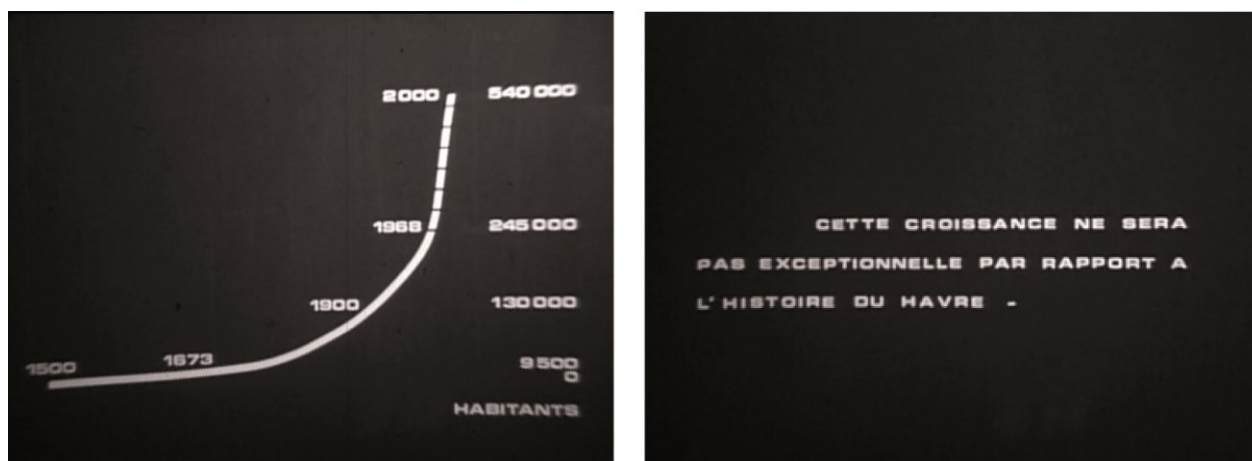 2000 540 000
1968 245 000
1900 130 000
1500 1673 9 500
0
HABITANTS
CETTE CROISSANCE NE SERA
PAS EXCEPTIONNELLE PAR RAPPORT A
L'HISTOIRE DU HAVRE -